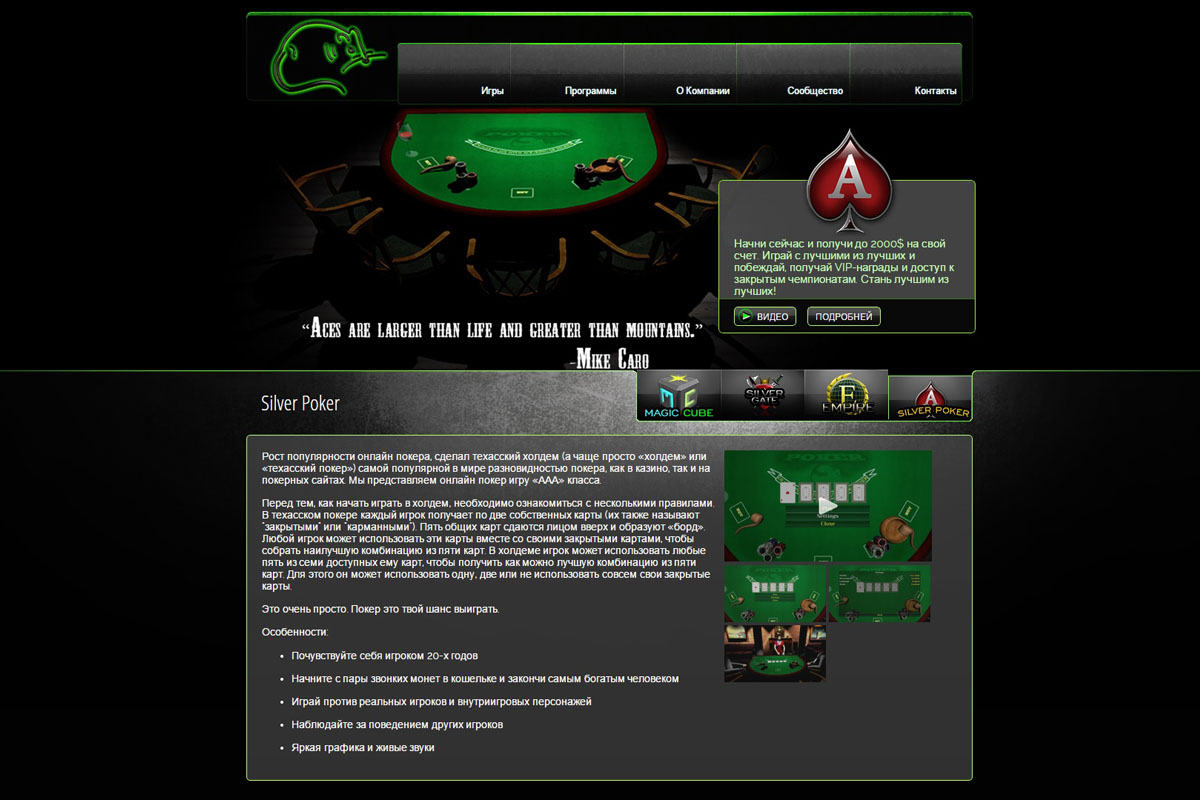 Игры
Программы
О Компании
Сообщество
Контакты
POKER
A
Начни сейчас и получи до 2000$ на свой
счет. Играй с лучшими из лучших и
побеждай, получай VIP-награды и доступ к
закрытым чемпионатам. Стань лучшим из
лучших!
ВИДЕО
ПОДРОБНЕЙ
“Aces are larger than life and greater than mountains.”
-Mike Caro
Silver Poker
M C
MAGIC CUBE
SILVER
GATE
E
EMPIRE
A
SILVER POKER
Рост популярности онлайн покера, сделал техасский холдем (а чаще просто «холдем» или
«техасский покер») самой популярной в мире разновидностью покера, как в казино, так и на
покерных сайтах. Мы представляем онлайн покер игру «ААА» класса.
Перед тем, как начать играть в холдем, необходимо ознакомиться с несколькими правилами.
В техасском покере каждый игрок получает по две собственных карты (их также называют
"закрытыми" или "карманными"). Пять общих карт сдаются лицом вверх и образуют «борд».
Любой игрок может использовать эти карты вместе со своими закрытыми картами, чтобы
собрать наилучшую комбинацию из пяти карт. В холдеме игрок может использовать любые
пять из семи доступных ему карт, чтобы получить как можно лучшую комбинацию из пяти
карт. Для этого он может использовать одну, две или не использовать совсем свои закрытые
карты.
Это очень просто. Покер это твой шанс выиграть.
Особенности:
• Почувствуйте себя игроком 20-х годов
• Начните с пары звонких монет в кошельке и закончи самым богатым человеком
• Играй против реальных игроков и внутриигровых персонажей
• Наблюдайте за поведением других игроков
• Яркая графика и живые звуки
POKER
Settings
Close